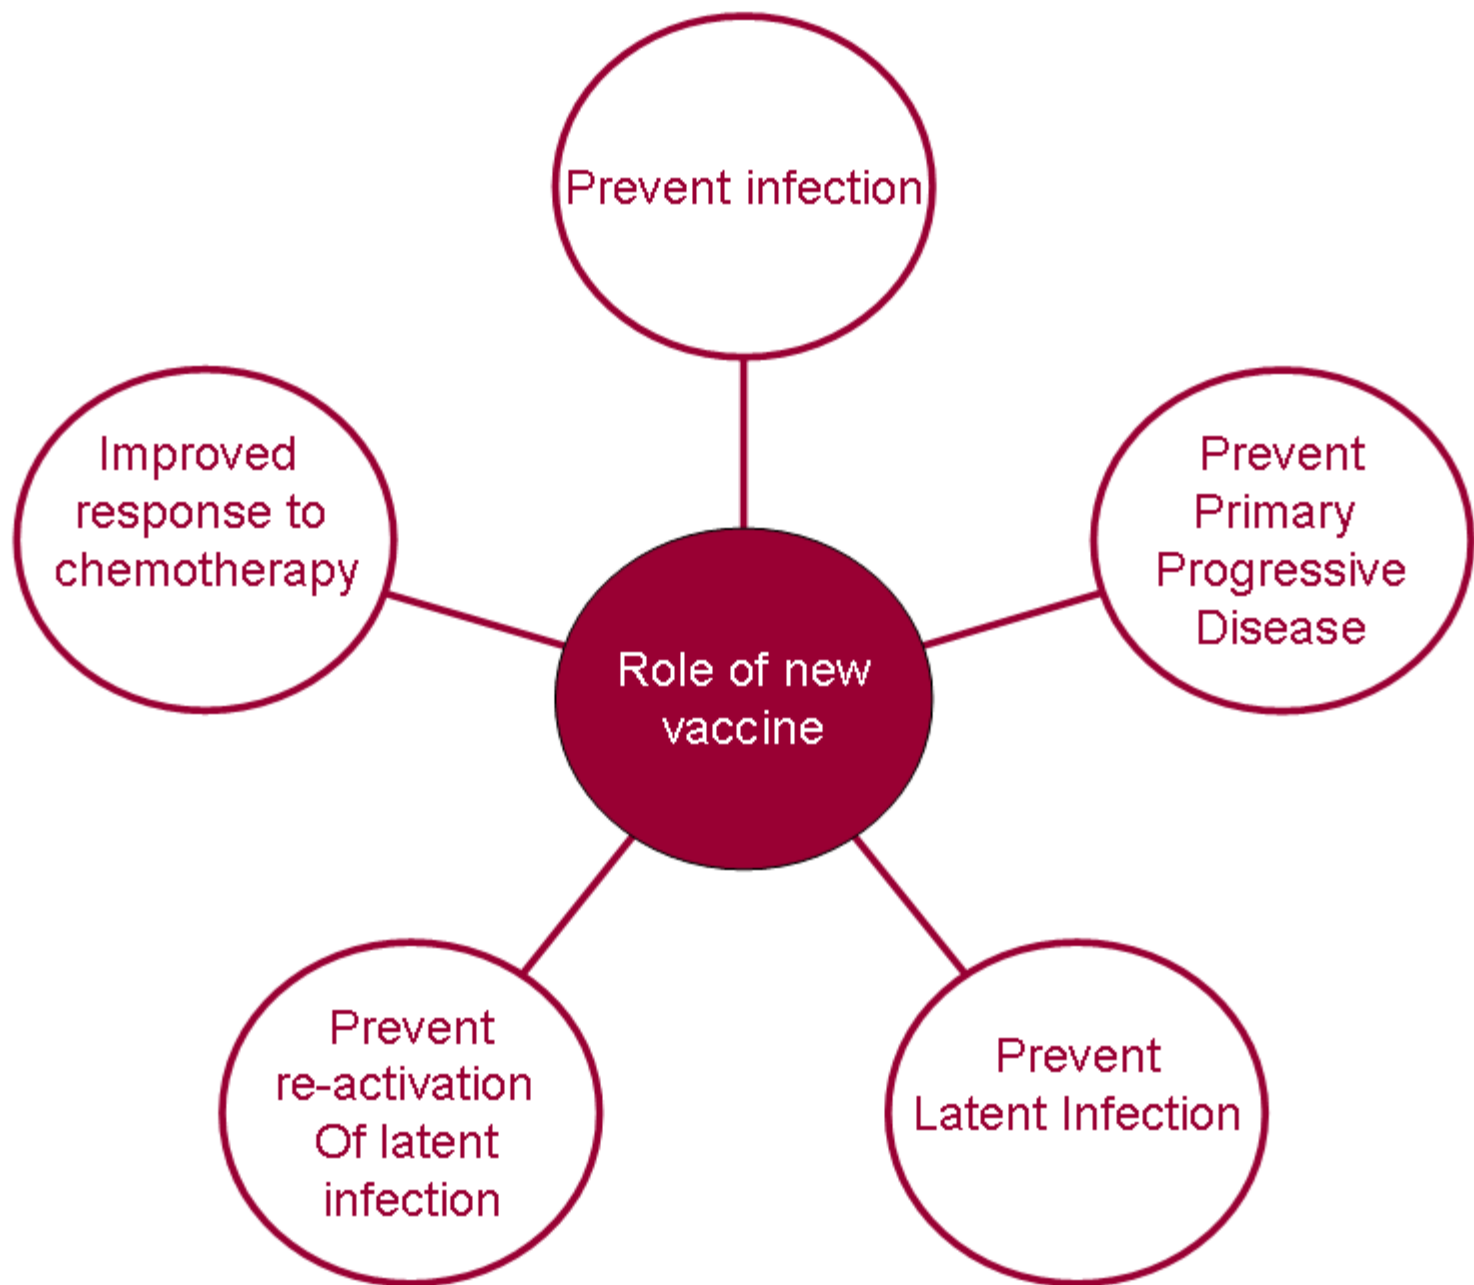 Prevent infection
Improved
response to
chemotherapy
Prevent
Primary
Progressive
Disease
Role of new
vaccine
Prevent
re-activation
Of latent
infection
Prevent
Latent Infection